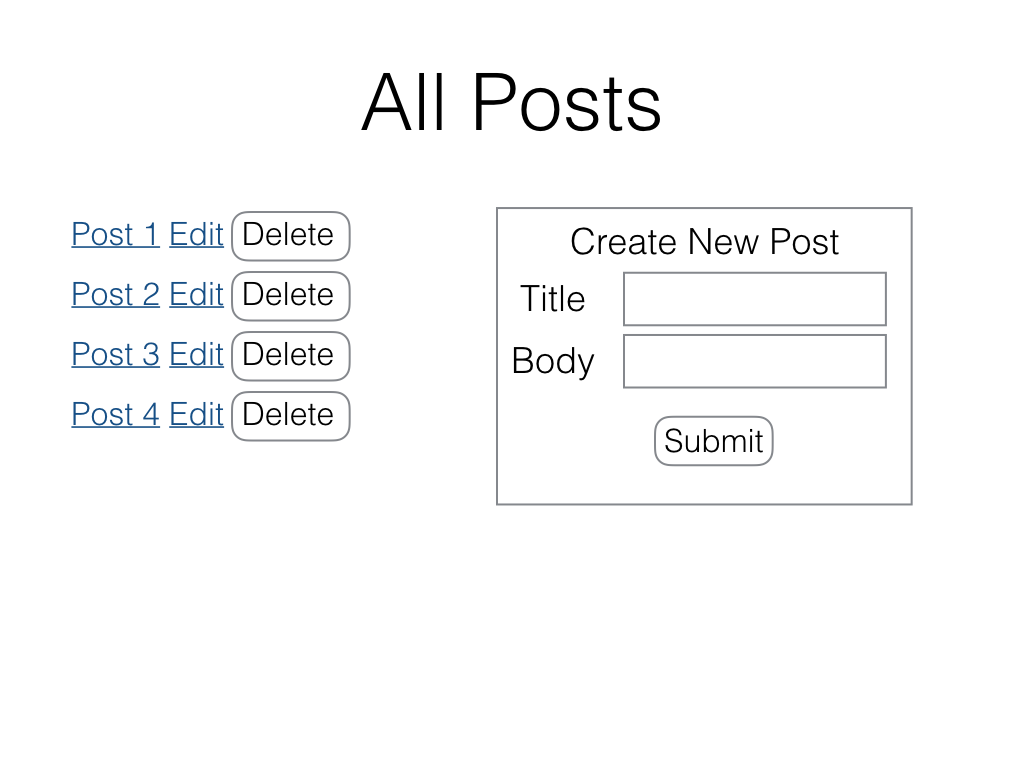 All Posts
Post 1 Edit Delete
Post 2 Edit Delete
Post 3 Edit Delete
Post 4 Edit Delete
Create New Post
Title
Body
Submit